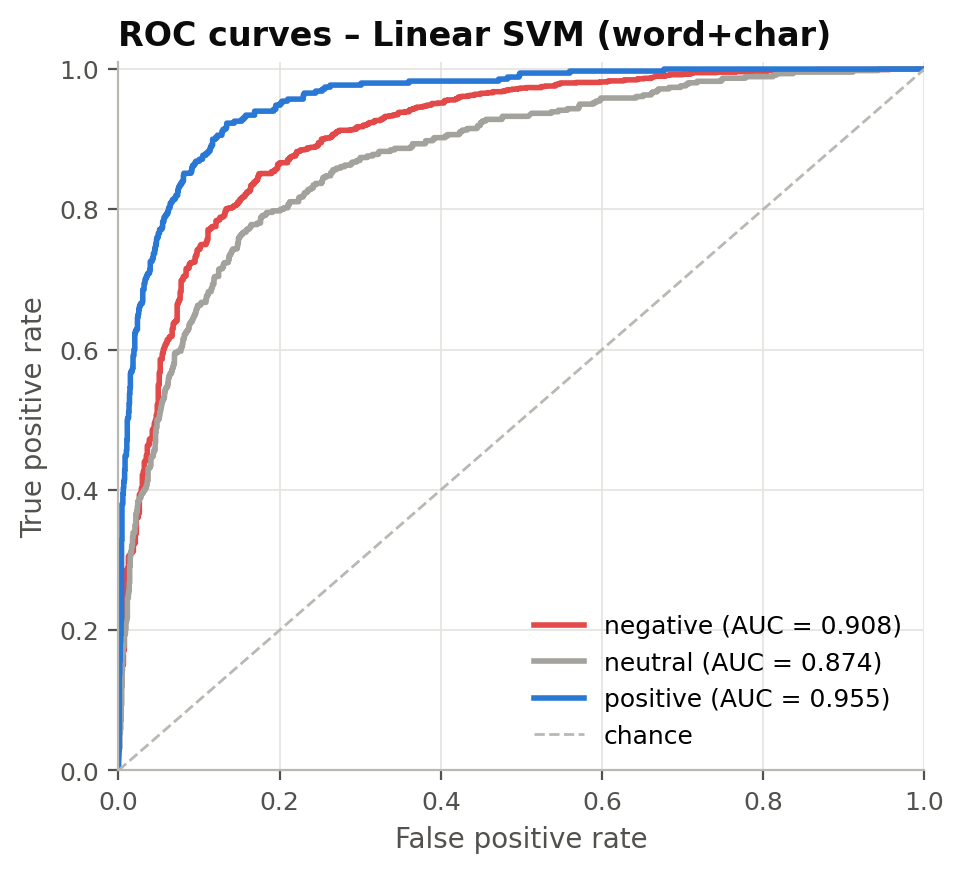 ROC curves – Linear SVM (word+char)
True positive rate
1.0
0.8
0.6
0.4
0.2
0.0
negative (AUC = 0.908)
neutral (AUC = 0.874)
positive (AUC = 0.955)
chance
0.0 0.2 0.4 0.6 0.8 1.0
False positive rate